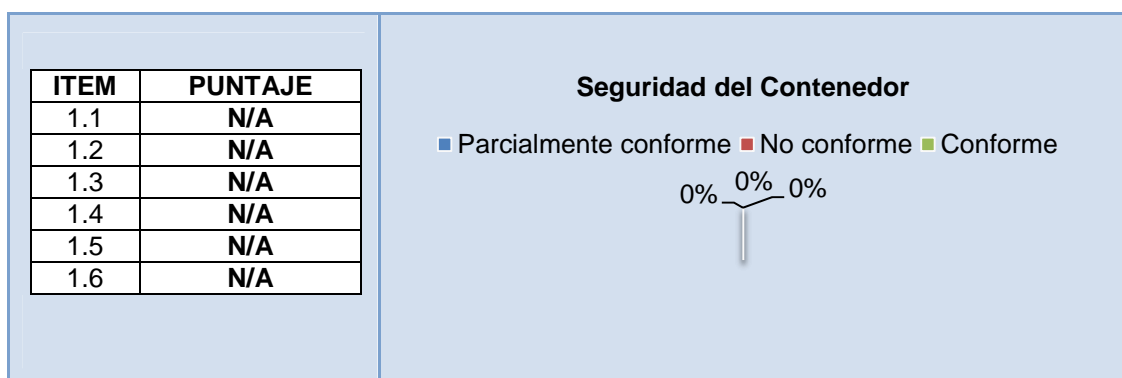 ITEM PUNTAJE
1.1 N/A
1.2 N/A
1.3 N/A
1.4 N/A
1.5 N/A
1.6 N/A
Seguridad del Contenedor
Parcialmente conforme No conforme Conforme
0% 0% 0%